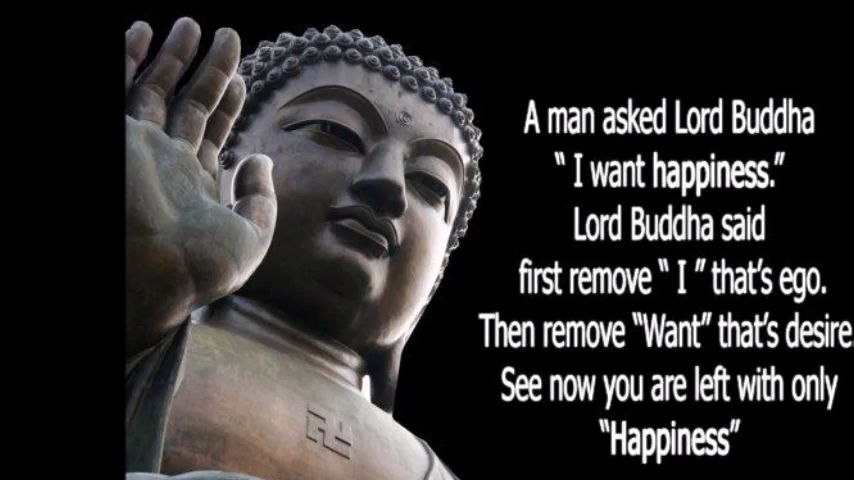 A man asked Lord Buddha
“ I want happiness.”
Lord Buddha said
first remove “ I ” that’s ego.
Then remove “Want” that’s desire.
See now you are left with only
“Happiness”